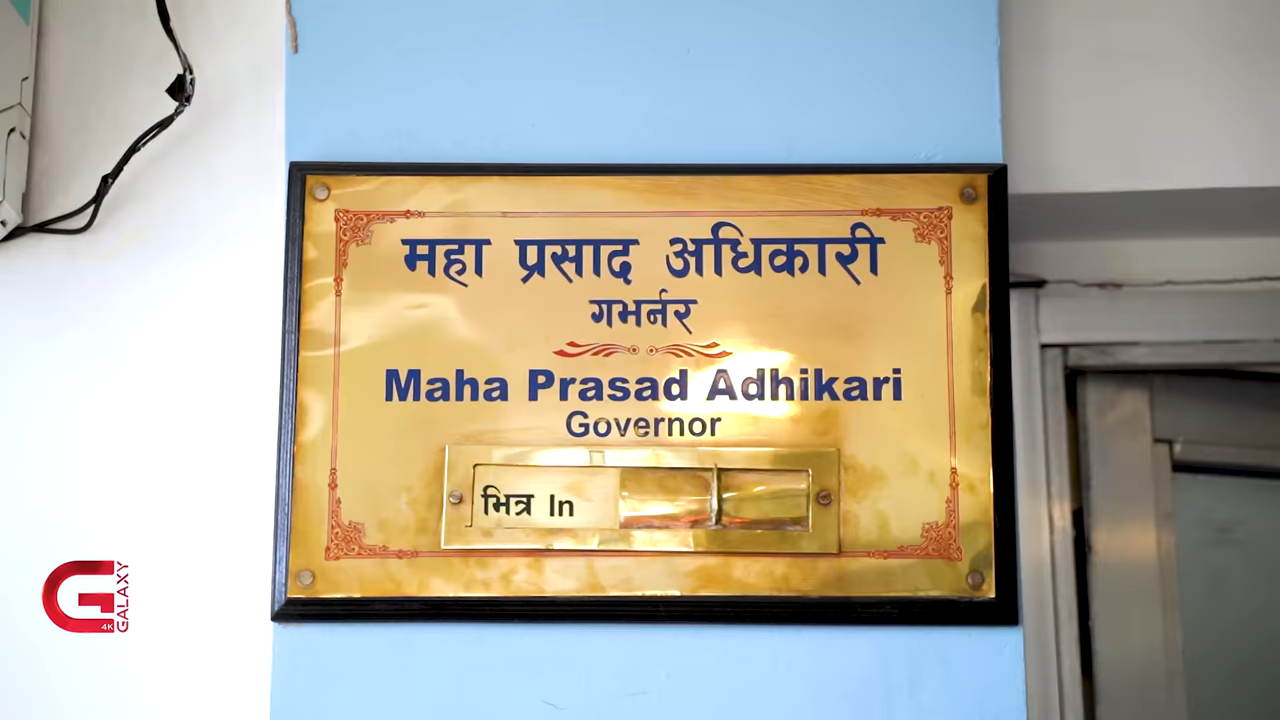 महा प्रसाद अधिकारी
गभर्नर
Maha Prasad Adhikari
Governor
भित्र In
G 4K GALAXY